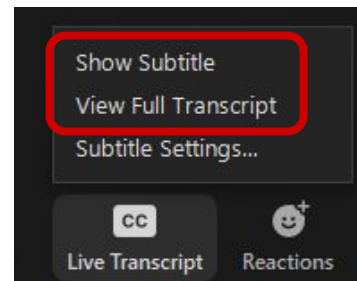 Show Subtitle
View Full Transcript
Subtitle Settings...
CC
Live Transcript Reactions